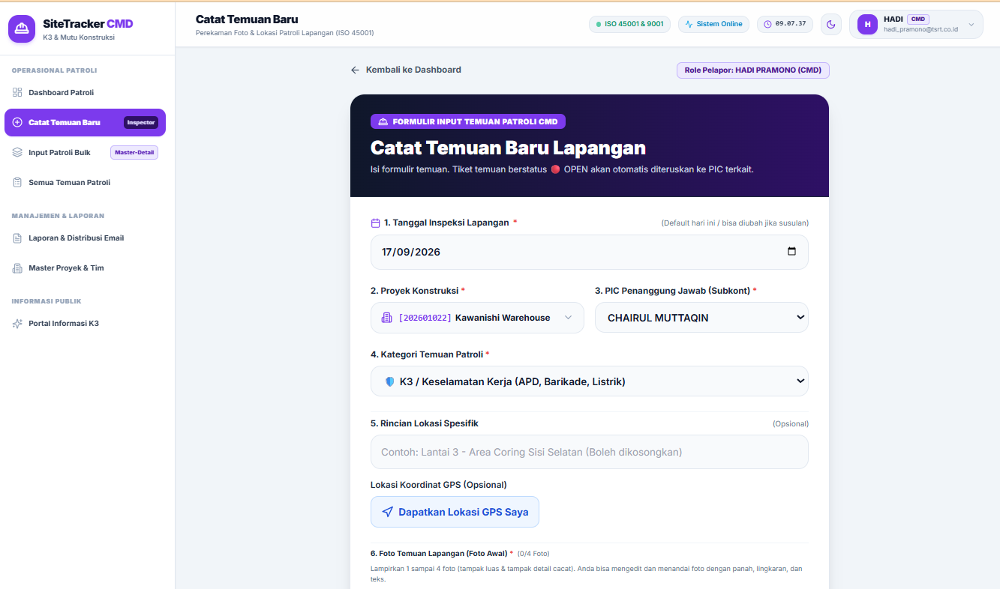 SiteTracker CMD
K3 & Mutu Konstruksi
OPERASIONAL PATROLI
Dashboard Patroli
Catat Temuan Baru Inspector
Input Patroli Bulk Master-Detail
Semua Temuan Patroli
MANAJEMEN & LAPORAN
Laporan & Distribusi Email
Master Proyek & Tim
INFORMASI PUBLIK
Portal Informasi K3
Catat Temuan Baru
Perekaman Foto & Lokasi Patroli Lapangan (ISO 45001)
ISO 45001 & 9001
Sistem Online
09.07.37
H
HADI CMD
hadi_pramono@tsrt.co.id
Kembali ke Dashboard
Role Pelapor: HADI PRAMONO (CMD)
FORMULIR INPUT TEMUAN PATROLI CMD
Catat Temuan Baru Lapangan
Isi formulir temuan. Tiket temuan berstatus 🔴 OPEN akan otomatis diteruskan ke PIC terkait.
1. Tanggal Inspeksi Lapangan *
(Default hari ini / bisa diubah jika susulan)
17/09/2026
2. Proyek Konstruksi *
[202601022] Kawanishi Warehouse
3. PIC Penanggung Jawab (Subkont) *
CHAIRUL MUTTAQIN
4. Kategori Temuan Patroli *
K3 / Keselamatan Kerja (APD, Barikade, Listrik)
5. Rincian Lokasi Spesifik
(Opsional)
Contoh: Lantai 3 - Area Coring Sisi Selatan (Boleh dikosongkan)
Lokasi Koordinat GPS (Opsional)
Dapatkan Lokasi GPS Saya
6. Foto Temuan Lapangan (Foto Awal) * (0/4 Foto)
Lampirkan 1 sampai 4 foto (tampak luas & tampak detail cacat). Anda bisa mengedit dan menandai foto dengan panah, lingkaran, dan
teks.